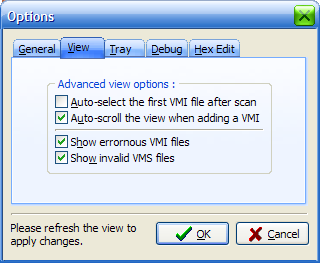 Options
General
View
Tray
Debug
Hex Edit
Advanced view options :
Auto-select the first VMI file after scan
Auto-scroll the view when adding a VMI
Show errornous VMI files
Show invalid VMS files
Please refresh the view to
apply changes.
OK
Cancel